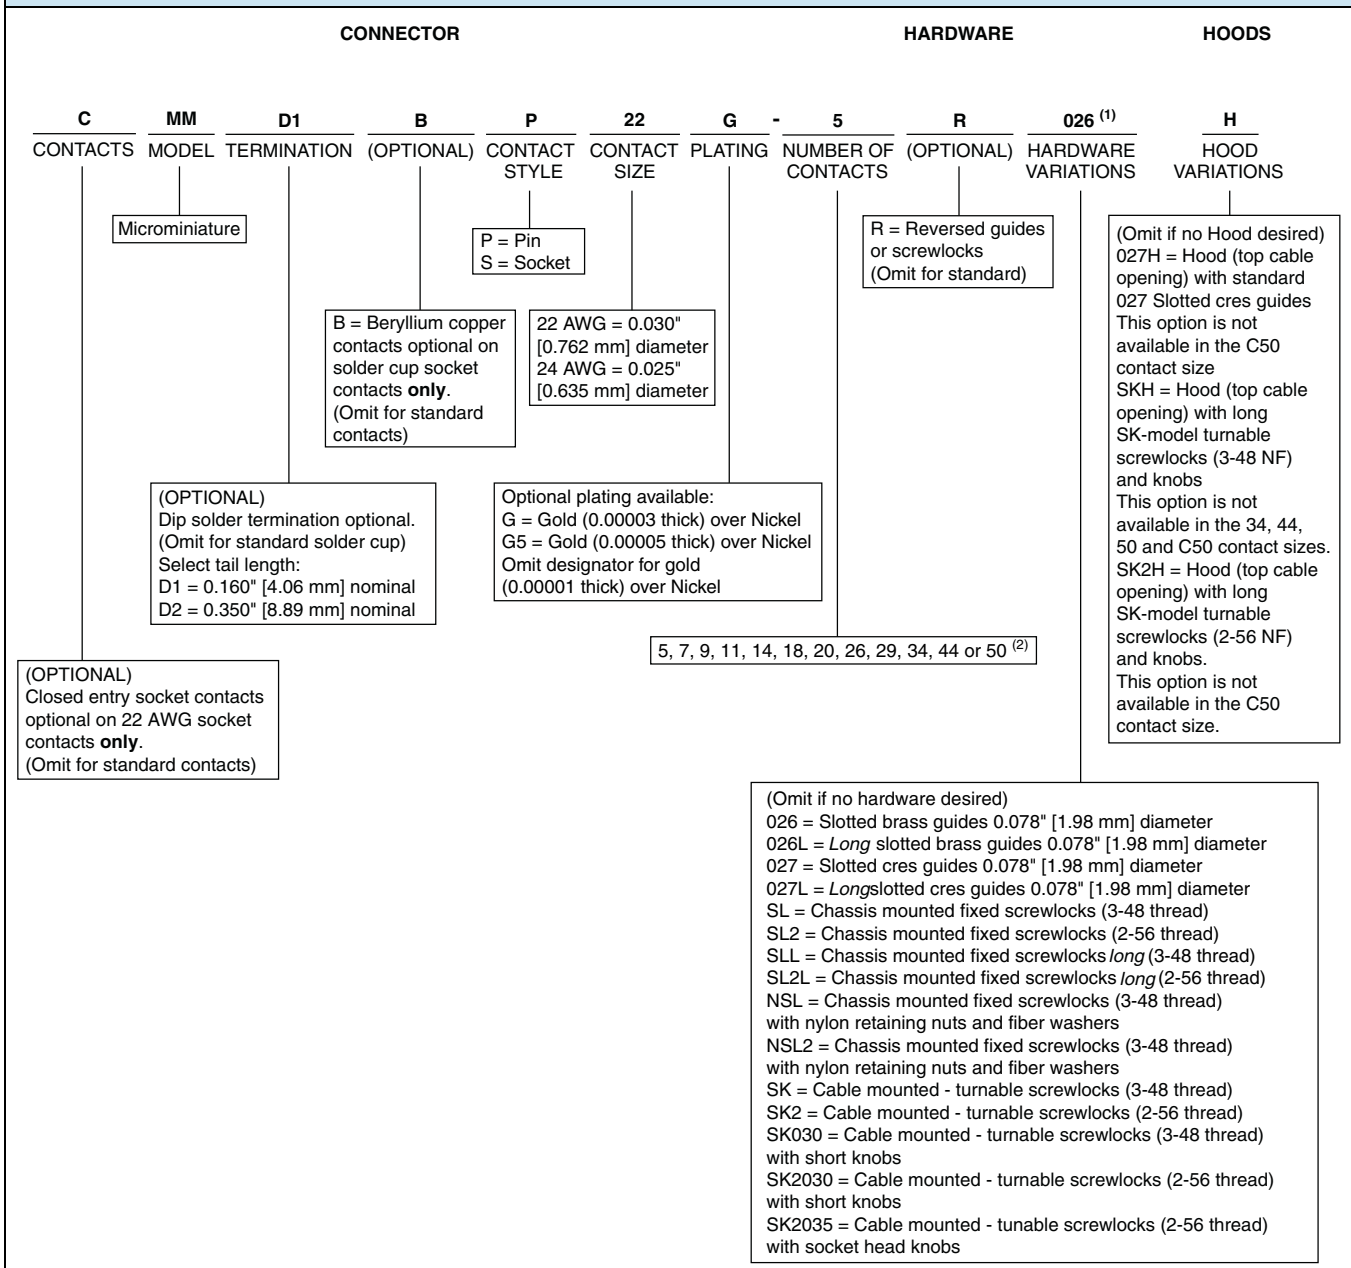 CONNECTOR HARDWARE HOODS
C MM D1 B P 22 G - 5 R 026 (1) H
CONTACTS MODEL TERMINATION (OPTIONAL) CONTACT STYLE CONTACT SIZE PLATING NUMBER OF CONTACTS (OPTIONAL) HARDWARE VARIATIONS HOOD VARIATIONS
Microminiature
P = Pin
S = Socket
R = Reversed guides
or screwlocks
(Omit for standard)
(Omit if no Hood desired)
027H = Hood (top cable
opening) with standard
027 Slotted cres guides
This option is not
available in the C50
contact size
SKH = Hood (top cable
opening) with long
SK-model turnable
screwlocks (3-48 NF)
and knobs
This option is not
available in the 34, 44,
50 and C50 contact sizes.
SK2H = Hood (top cable
opening) with long
SK-model turnable
screwlocks (2-56 NF)
and knobs.
This option is not
available in the C50
contact size.
B = Beryllium copper
contacts optional on
solder cup socket
contacts only.
(Omit for standard
contacts)
22 AWG = 0.030"
[0.762 mm] diameter
24 AWG = 0.025"
[0.635 mm] diameter
(OPTIONAL)
Dip solder termination optional.
(Omit for standard solder cup)
Select tail length:
D1 = 0.160" [4.06 mm] nominal
D2 = 0.350" [8.89 mm] nominal
Optional plating available:
G = Gold (0.00003 thick) over Nickel
G5 = Gold (0.00005 thick) over Nickel
Omit designator for gold
(0.00001 thick) over Nickel
5, 7, 9, 11, 14, 18, 20, 26, 29, 34, 44 or 50 (2)
(OPTIONAL)
Closed entry socket contacts
optional on 22 AWG socket
contacts only.
(Omit for standard contacts)
(Omit if no hardware desired)
026 = Slotted brass guides 0.078" [1.98 mm] diameter
026L = Long slotted brass guides 0.078" [1.98 mm] diameter
027 = Slotted cres guides 0.078" [1.98 mm] diameter
027L = Longslotted cres guides 0.078" [1.98 mm] diameter
SL = Chassis mounted fixed screwlocks (3-48 thread)
SL2 = Chassis mounted fixed screwlocks (2-56 thread)
SLL = Chassis mounted fixed screwlocks long (3-48 thread)
SL2L = Chassis mounted fixed screwlocks long (2-56 thread)
NSL = Chassis mounted fixed screwlocks (3-48 thread)
with nylon retaining nuts and fiber washers
NSL2 = Chassis mounted fixed screwlocks (3-48 thread)
with nylon retaining nuts and fiber washers
SK = Cable mounted - turnable screwlocks (3-48 thread)
SK2 = Cable mounted - turnable screwlocks (2-56 thread)
SK030 = Cable mounted - turnable screwlocks (3-48 thread)
with short knobs
SK2030 = Cable mounted - turnable screwlocks (2-56 thread)
with short knobs
SK2035 = Cable mounted - tunable screwlocks (2-56 thread)
with socket head knobs